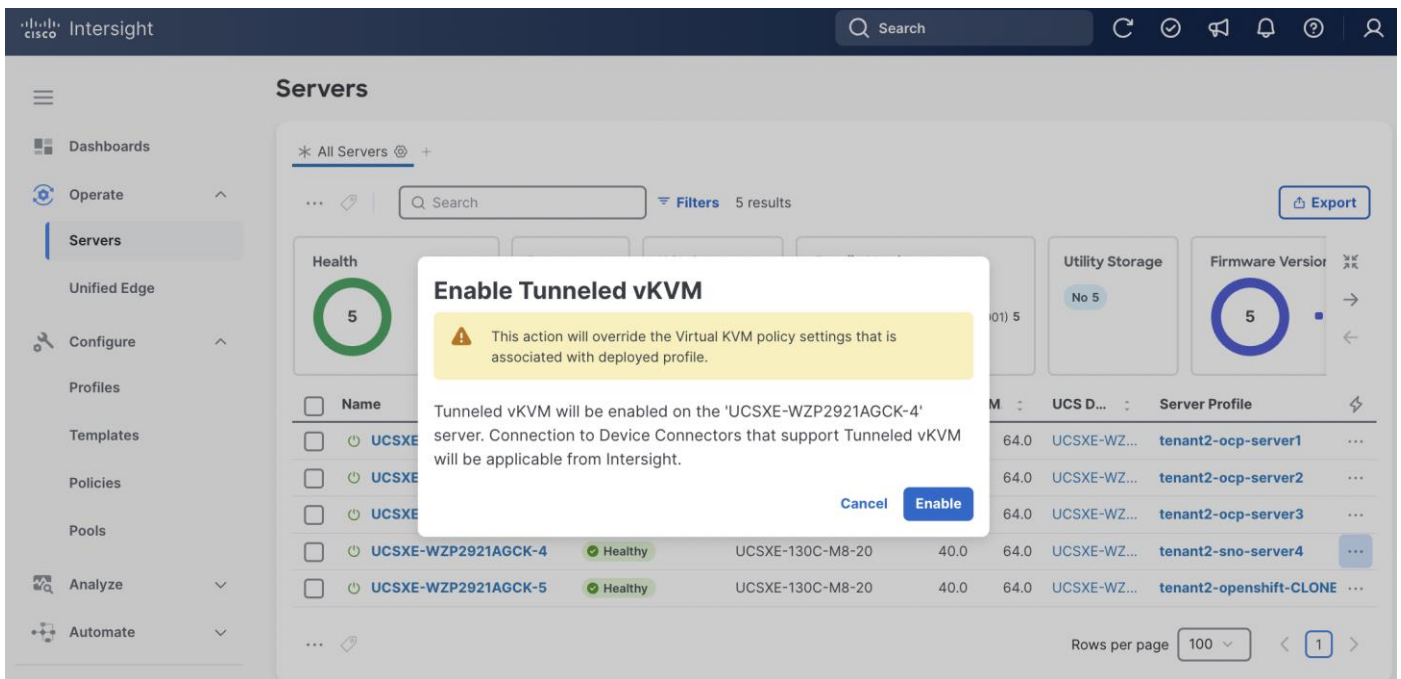 cisco Intersight
Search
Servers
Dashboards
All Servers +
Operate
Search
Filters 5 results
Export
Servers
Health
Utility Storage
Firmware Version
Unified Edge
Enable Tunneled vKVM
No 5
5
001) 5
5
This action will override the Virtual KVM policy settings that is
associated with deployed profile.
Configure
Profiles
Name
M
UCS D...
Server Profile
Tunneled vKVM will be enabled on the 'UCSXE-WZP2921AGCK-4'
server. Connection to Device Connectors that support Tunneled vKVM
will be applicable from Intersight.
Templates
UCSXE
64.0 UCSXE-WZ... tenant2-ocp-server1 ...
Policies
UCSXE
64.0 UCSXE-WZ... tenant2-ocp-server2 ...
Cancel Enable
Pools
UCSXE
64.0 UCSXE-WZ... tenant2-ocp-server3 ...
UCSXE-WZP2921AGCK-4 Healthy UCSXE-130C-M8-20 40.0 64.0 UCSXE-WZ... tenant2-sno-server4 ...
Analyze
UCSXE-WZP2921AGCK-5 Healthy UCSXE-130C-M8-20 40.0 64.0 UCSXE-WZ... tenant2-openshift-CLONE ...
Automate
... Rows per page 100 1